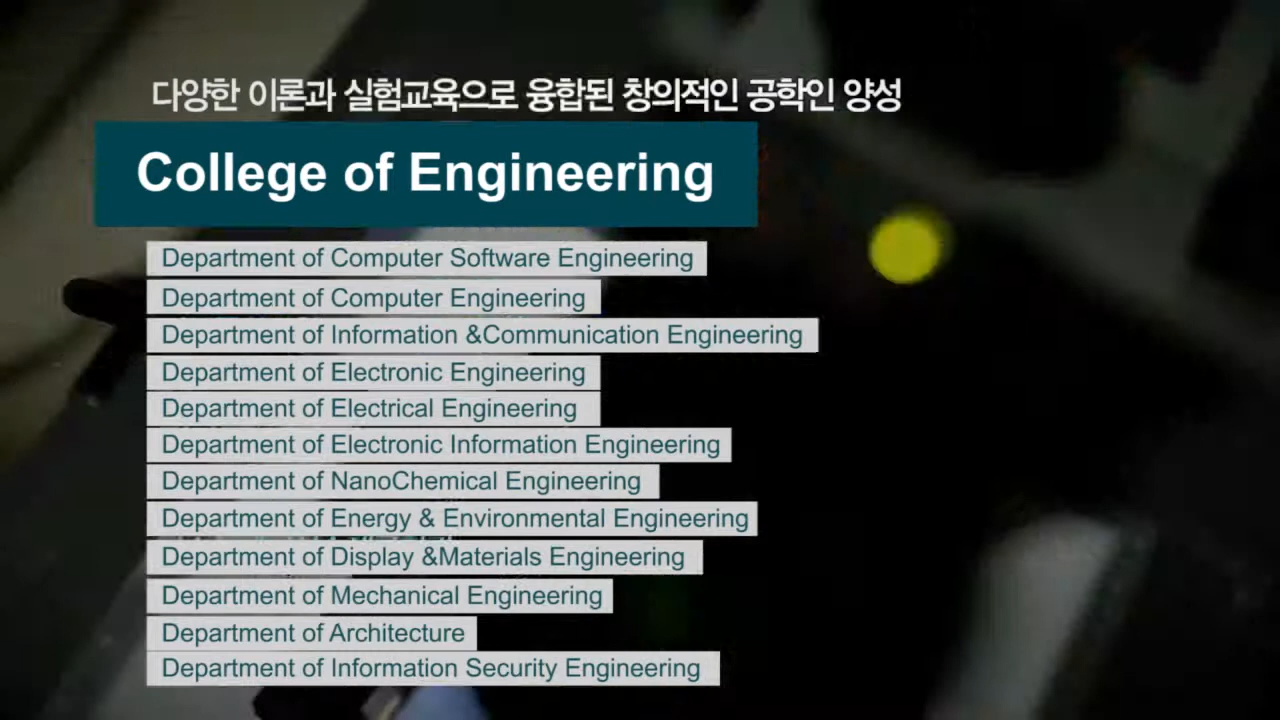 다양한 이론과 실험교육으로 융합된 창의적인 공학인 양성
College of Engineering
Department of Computer Software Engineering
Department of Computer Engineering
Department of Information &Communication Engineering
Department of Electronic Engineering
Department of Electrical Engineering
Department of Electronic Information Engineering
Department of NanoChemical Engineering
Department of Energy & Environmental Engineering
Department of Display &Materials Engineering
Department of Mechanical Engineering
Department of Architecture
Department of Information Security Engineering